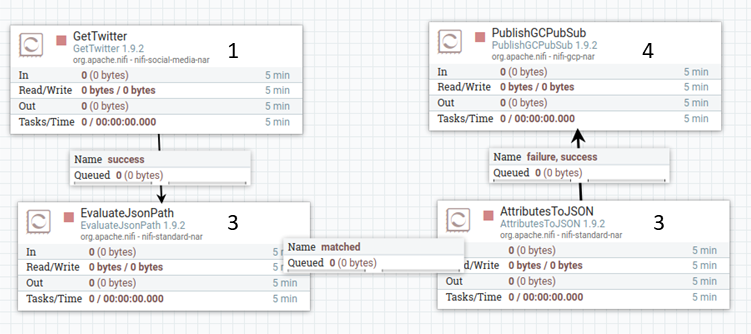 GetTwitter
GetTwitter 1.9.2
org.apache.nifi - nifi-social-media-nar
1
In 0 (0 bytes) 5 min
Read/Write 0 bytes / 0 bytes 5 min
Out 0 (0 bytes) 5 min
Tasks/Time 0 / 00:00:00.000 5 min
Name success
Queued 0 (0 bytes)
EvaluateJsonPath
EvaluateJsonPath 1.9.2
org.apache.nifi - nifi-standard-nar
3
In 0 (0 bytes) 5 min
Read/Write 0 bytes / 0 bytes 5 min
Out 0 (0 bytes) 5 min
Tasks/Time 0 / 00:00:00.000 5 min
Name matched
Queued 0 (0 bytes)
PublishGCPubSub
PublishGCPubSub 1.9.2
org.apache.nifi - nifi-gcp-nar
4
In 0 (0 bytes) 5 min
Read/Write 0 bytes / 0 bytes 5 min
Out 0 (0 bytes) 5 min
Tasks/Time 0 / 00:00:00.000 5 min
Name failure, success
Queued 0 (0 bytes)
AttributesToJSON
AttributesToJSON 1.9.2
org.apache.nifi - nifi-standard-nar
3
0 (0 bytes) 5 min
0 bytes / 0 bytes 5 min
Out 0 (0 bytes) 5 min
Tasks/Time 0 / 00:00:00.000 5 min